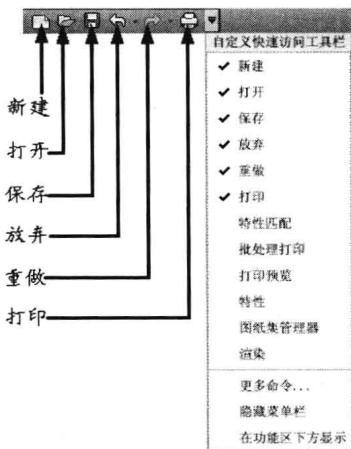 自定义快速访问工具栏
新建
打开
保存
放弃
重做
打印
特性匹配
批处理打印
打印预览
特性
图纸集管理器
渲染
更多命令...
隐藏菜单栏
在功能区下方显示
新建
打开
保存
放弃
重做
打印